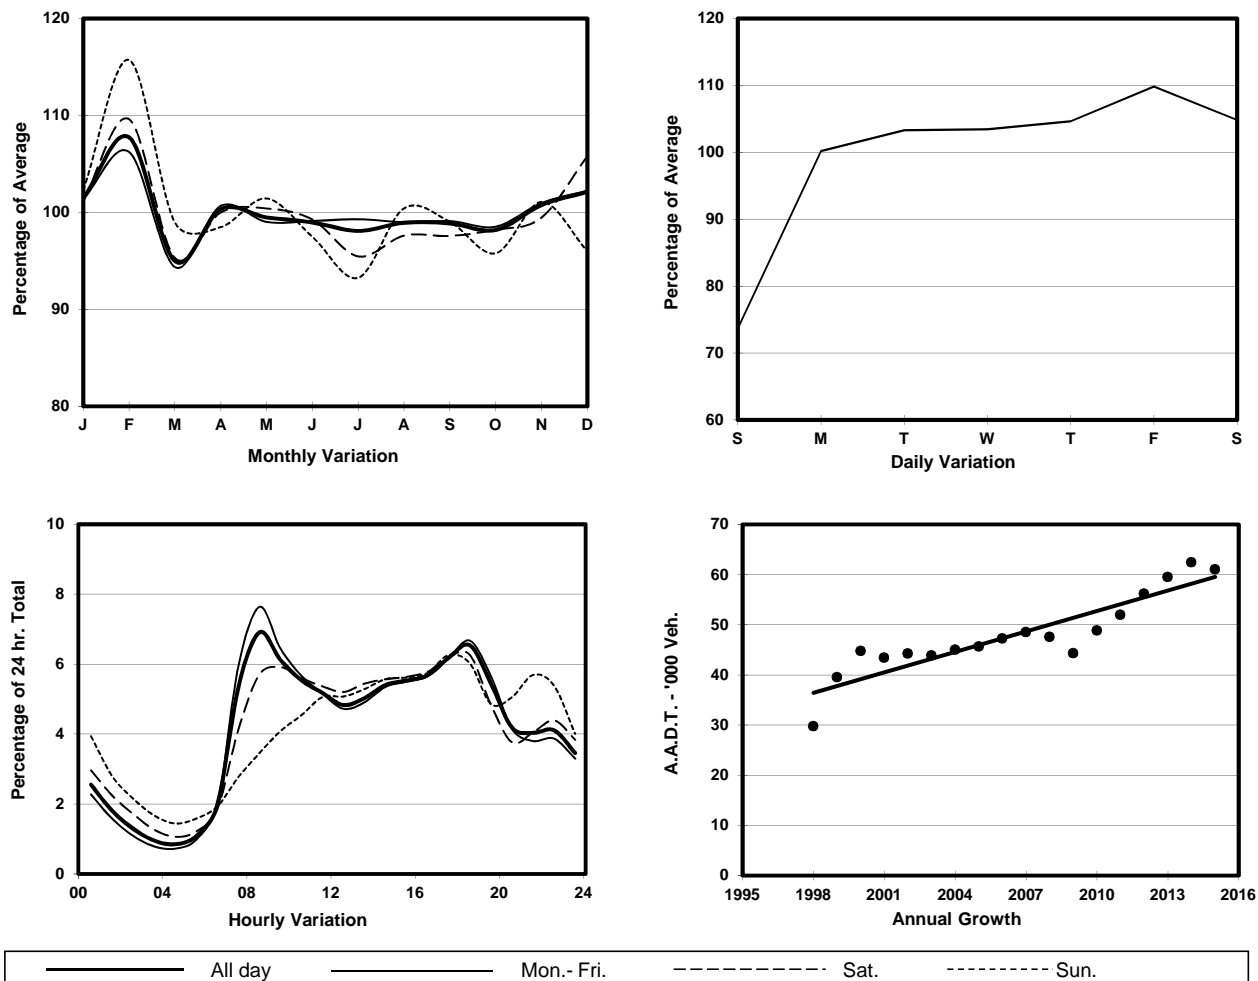 120
110
100
90
80
Percentage of Average
J F M A M J J A S O N D
Monthly Variation
120
110
100
90
80
70
60
Percentage of Average
S M T W T F S
Daily Variation
10
8
6
4
2
0
Percentage of 24 hr. Total
00 04 08 12 16 20 24
Hourly Variation
70
60
50
40
30
20
10
0
A.A.D.T. - '000 Veh.
1995 1998 2001 2004 2007 2010 2013 2016
Annual Growth
All day Mon.- Fri. Sat. Sun.